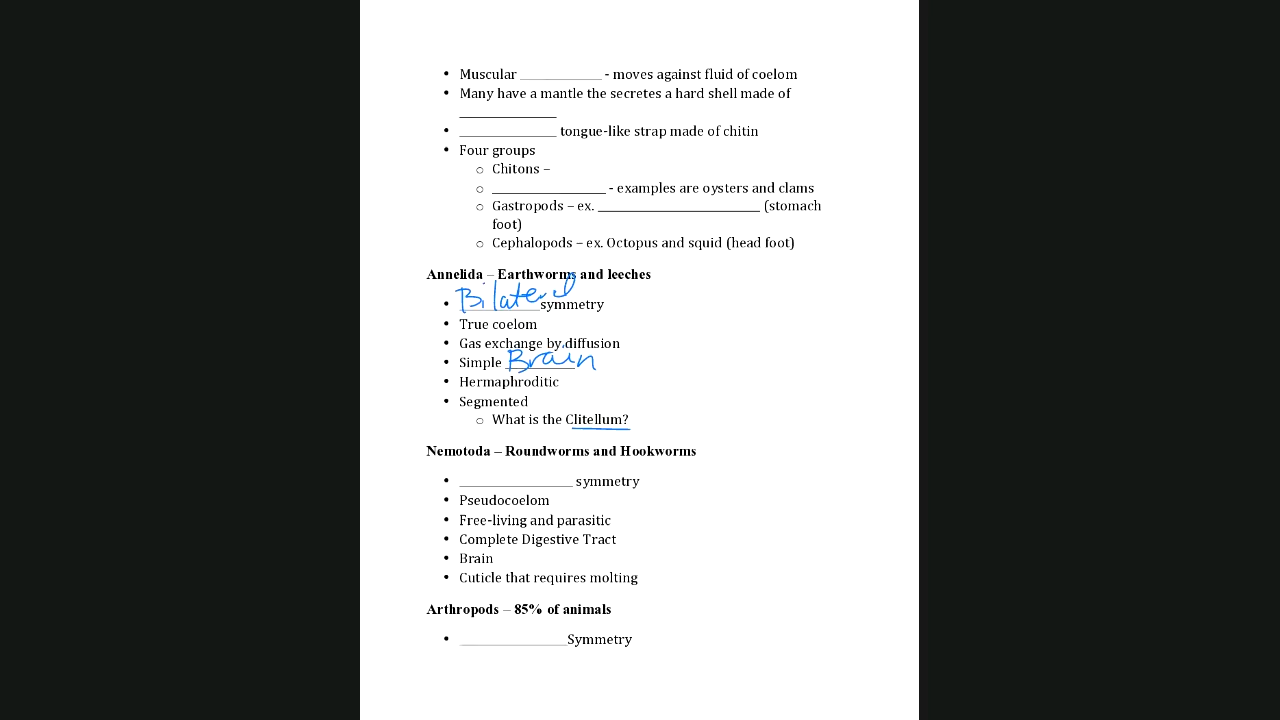 • Muscular ____________ - moves against fluid of coelom
• Many have a mantle the secretes a hard shell made of
______________
• ______________ tongue-like strap made of chitin
• Four groups
o Chitons –
o _________________ - examples are oysters and clams
o Gastropods – ex. ________________________ (stomach
foot)
o Cephalopods – ex. Octopus and squid (head foot)
Annelida – Earthworms and leeches
• Bilateral symmetry
• True coelom
• Gas exchange by diffusion
• Simple Brain
• Hermaphroditic
• Segmented
o What is the Clitellum?
Nemotoda – Roundworms and Hookworms
• _________________ symmetry
• Pseudocoelom
• Free-living and parasitic
• Complete Digestive Tract
• Brain
• Cuticle that requires molting
Arthropods – 85% of animals
• ________________Symmetry